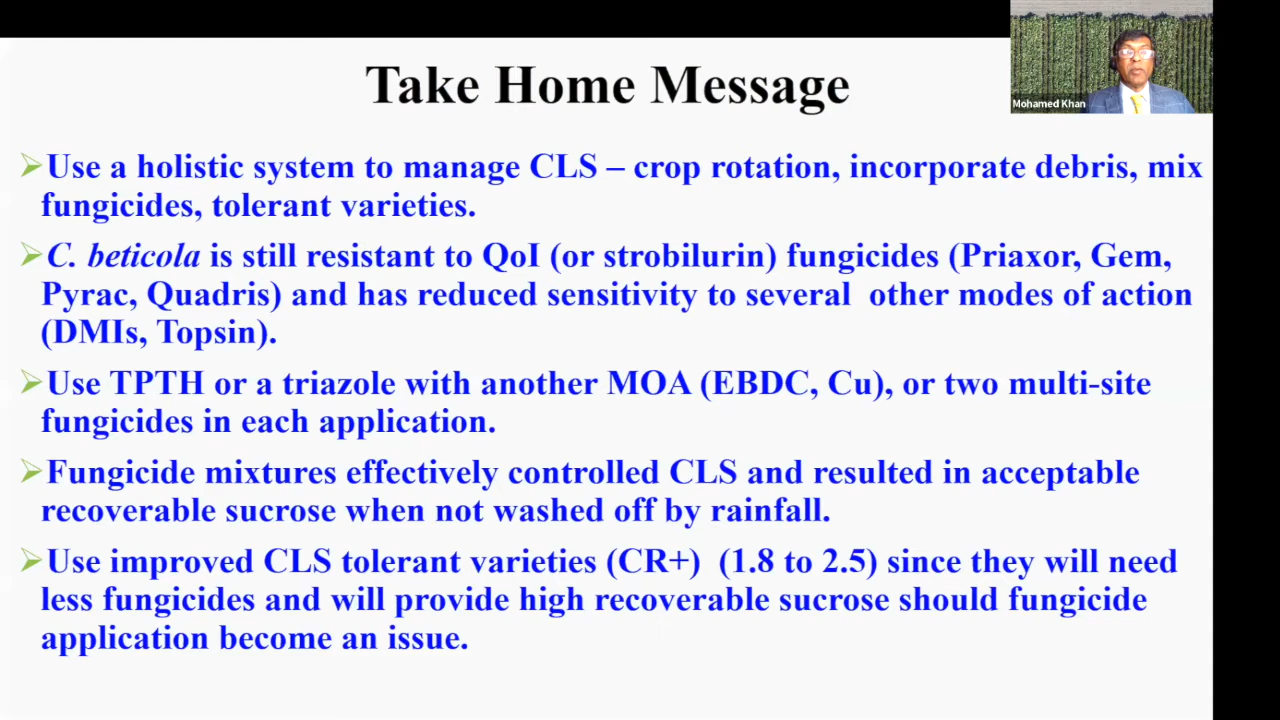 Take Home Message
Mohamed Khan
➢Use a holistic system to manage CLS – crop rotation, incorporate debris, mix
fungicides, tolerant varieties.
➢C. beticola is still resistant to QoI (or strobilurin) fungicides (Priaxor, Gem,
Pyrac, Quadris) and has reduced sensitivity to several other modes of action
(DMIs, Topsin).
➢Use TPTH or a triazole with another MOA (EBDC, Cu), or two multi-site
fungicides in each application.
➢Fungicide mixtures effectively controlled CLS and resulted in acceptable
recoverable sucrose when not washed off by rainfall.
➢Use improved CLS tolerant varieties (CR+) (1.8 to 2.5) since they will need
less fungicides and will provide high recoverable sucrose should fungicide
application become an issue.